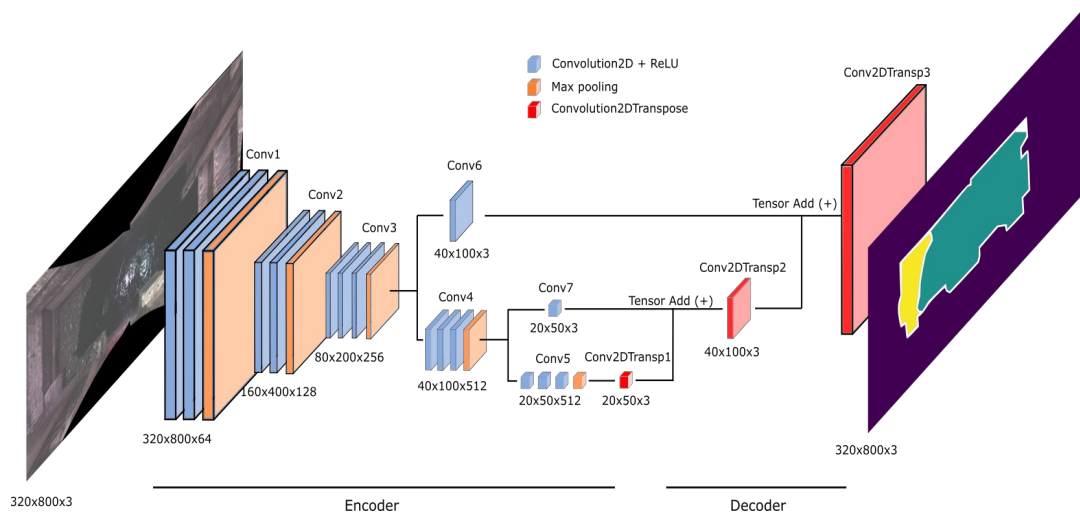 Convolution2D + ReLU
Max pooling
Convolution2DTranspose
Conv1
Conv2
Conv3
Conv6
Conv4
Conv7
Conv5
Conv2DTransp1
Conv2DTransp2
Conv2DTransp3
Tensor Add (+)
Tensor Add (+)
40x100x3
20x50x3
80x200x256
40x100x3
40x100x512
160x400x128
20x50x512
20x50x3
320x800x64
320x800x3
320x800x3
Encoder
Decoder